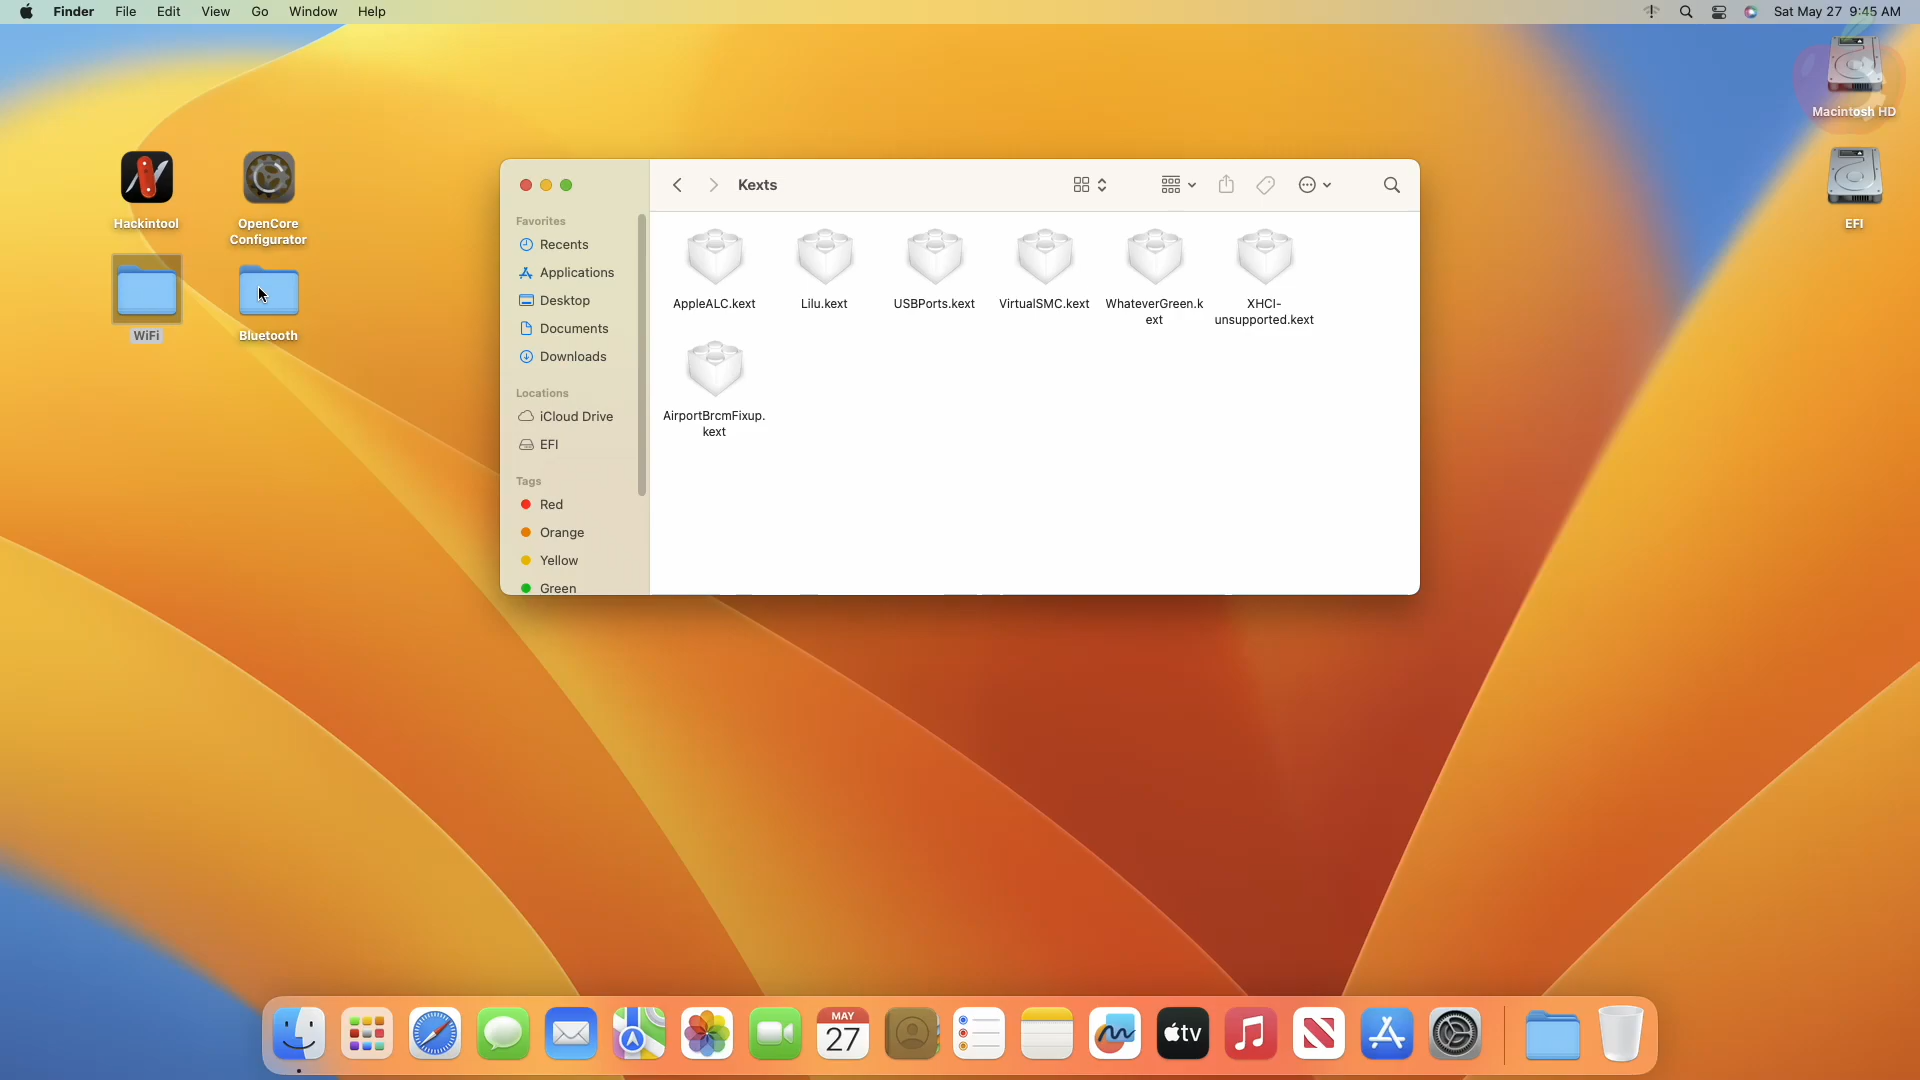 Finder File Edit View Go Window Help
Sat May 27 9:45 AM
Macintosh HD
EFI
Hackintool
OpenCore
Configurator
WiFi
Bluetooth
Kexts
Favorites
Recents
Applications
Desktop
Documents
Downloads
Locations
iCloud Drive
EFI
Tags
Red
Orange
Yellow
Green
AppleALC.kext
Lilu.kext
USBPorts.kext
VirtualSMC.kext
WhateverGreen.k
ext
XHCI-
unsupported.kext
AirportBrcmFixup.
kext
MAY
27
tv